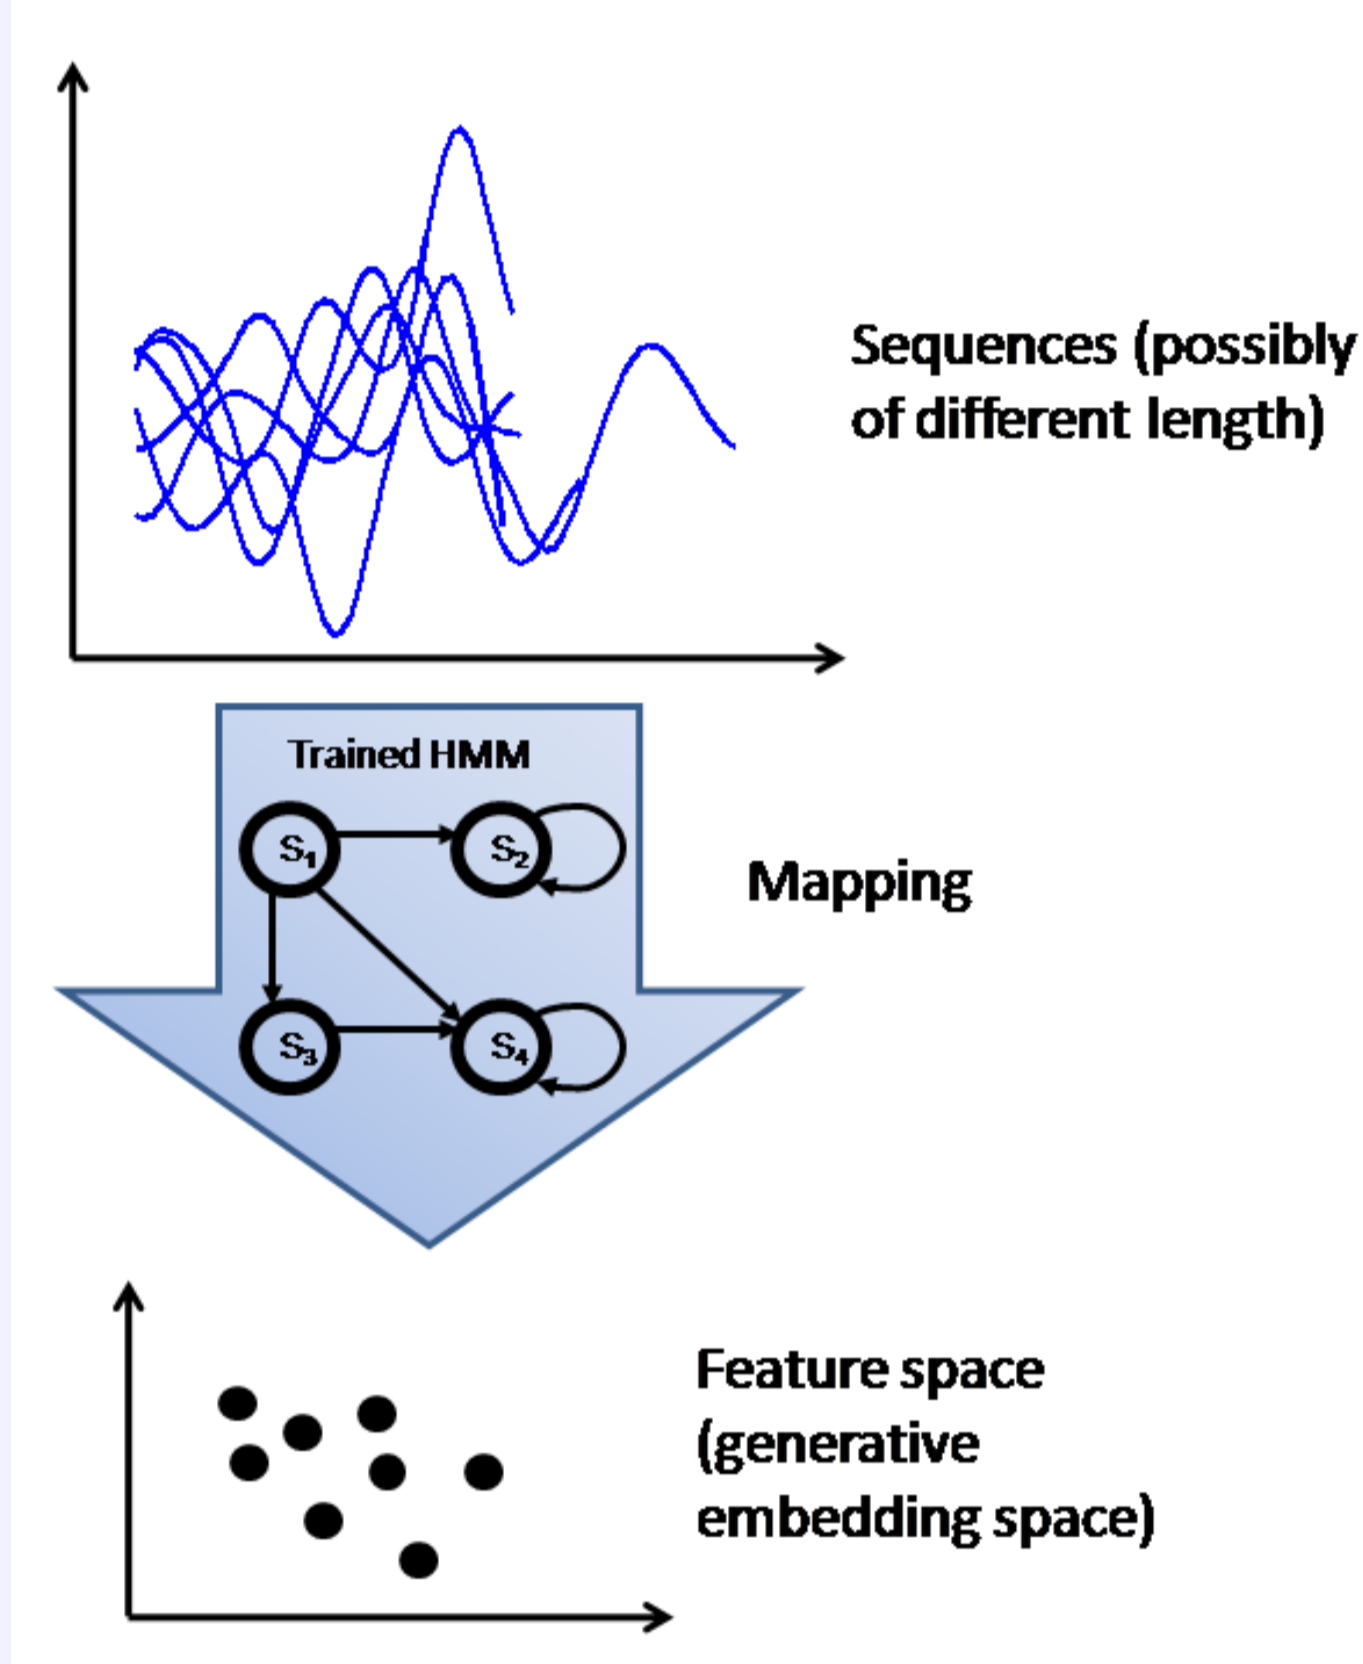 Sequences (possibly
of different length)
Trained HMM
S1
S2
Mapping
S3
S4
Feature space
(generative
embedding space)